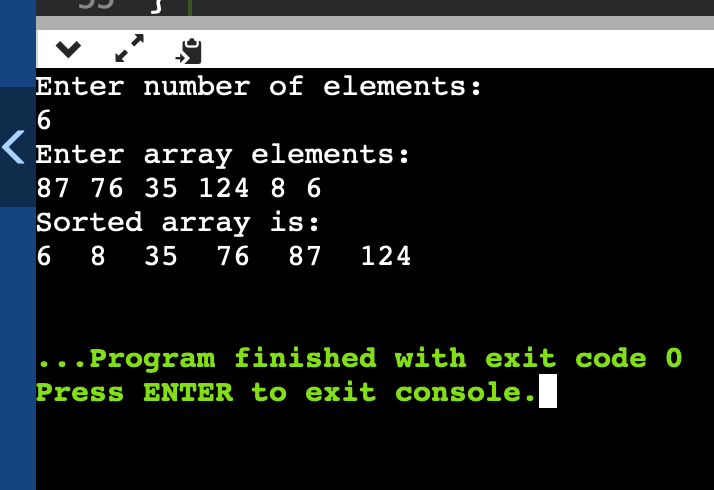 }
Enter number of elements:
6
Enter array elements:
87 76 35 124 8 6
Sorted array is:
6  8  35  76  87  124
...Program finished with exit code 0
Press ENTER to exit console.